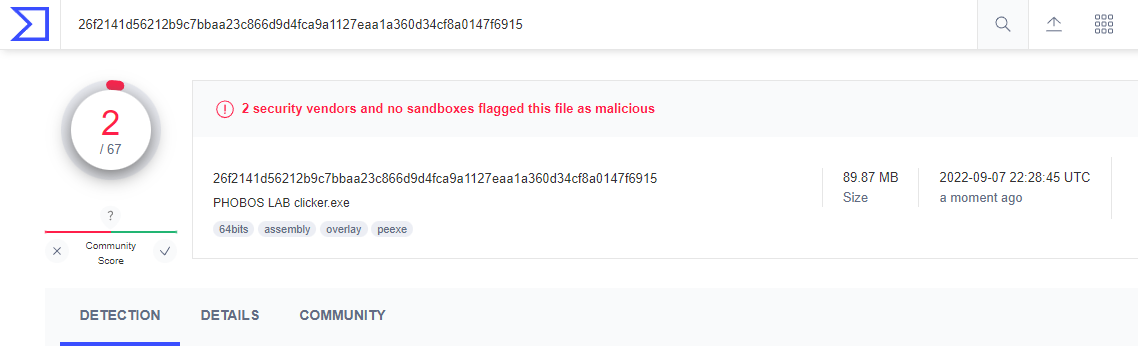 26f2141d56212b9c7bbaa23c866d9d4fca9a1127eaa1a360d34cf8a0147f6915
2
/ 67
?
Community
Score
2 security vendors and no sandboxes flagged this file as malicious
26f2141d56212b9c7bbaa23c866d9d4fca9a1127eaa1a360d34cf8a0147f6915
PHOBOS LAB clicker.exe
64bits assembly overlay peexe
89.87 MB
Size
2022-09-07 22:28:45 UTC
a moment ago
DETECTION DETAILS COMMUNITY